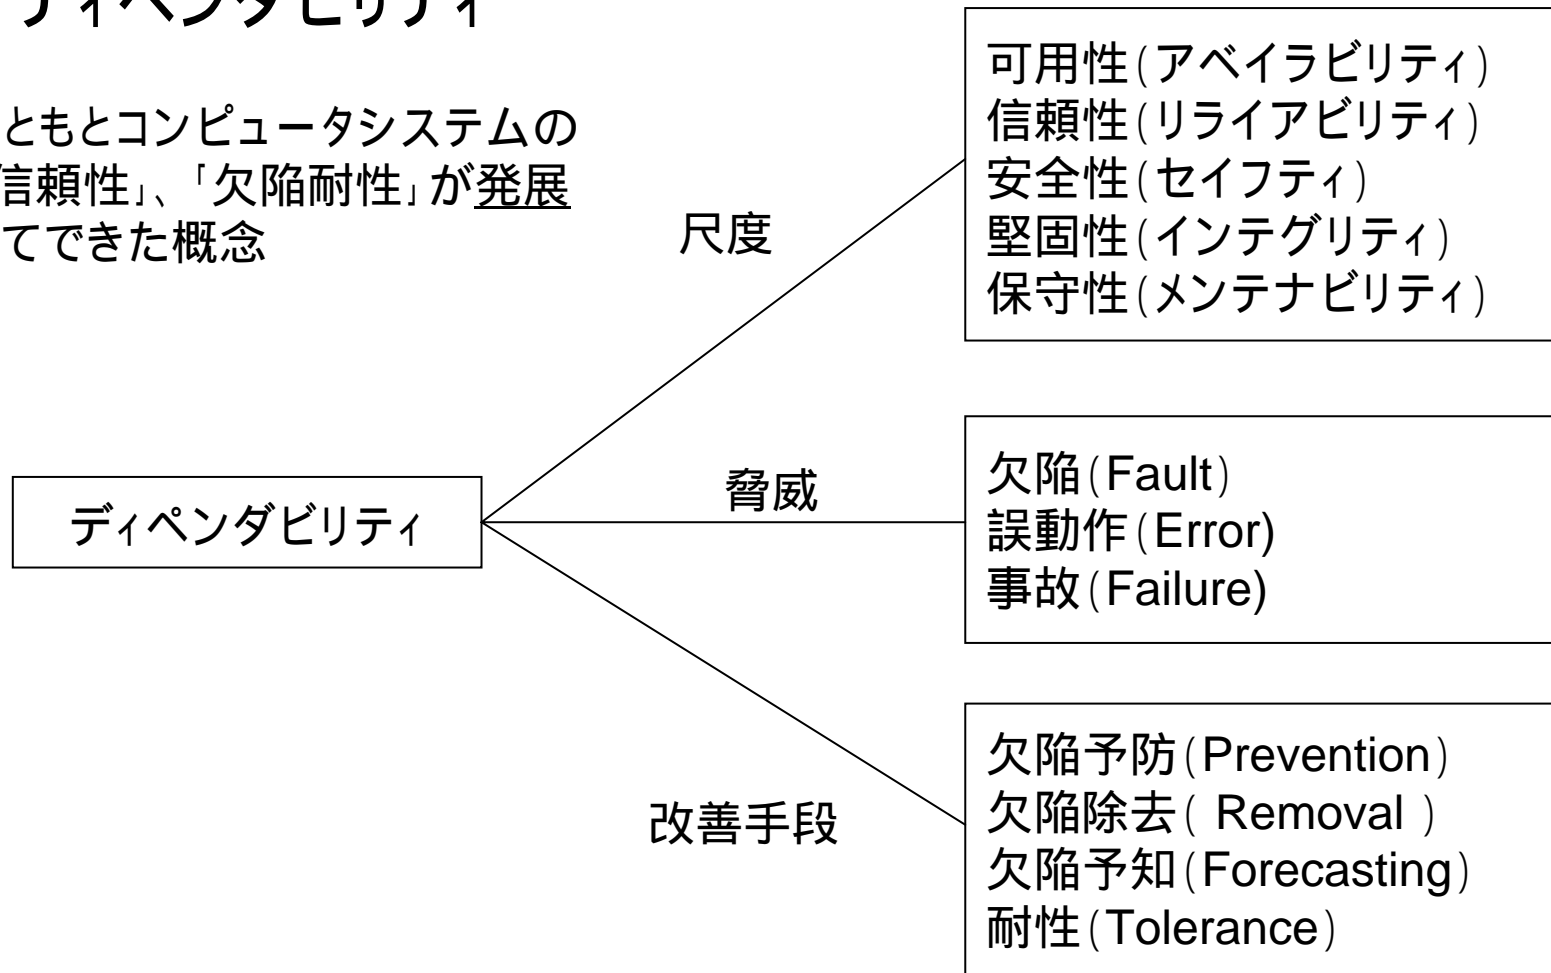 ディペンダビリティ
ともとコンピュータシステムの
信頼性」、「欠陥耐性」が発展
てできた概念
尺度
可用性(アベイラビリティ)
信頼性(リライアビリティ)
安全性(セイフティ)
堅固性(インテグリティ)
保守性(メンテナビリティ)
ディペンダビリティ
脅威
欠陥(Fault)
誤動作(Error)
事故(Failure)
改善手段
欠陥予防(Prevention)
欠陥除去( Removal )
欠陥予知(Forecasting)
耐性(Tolerance)